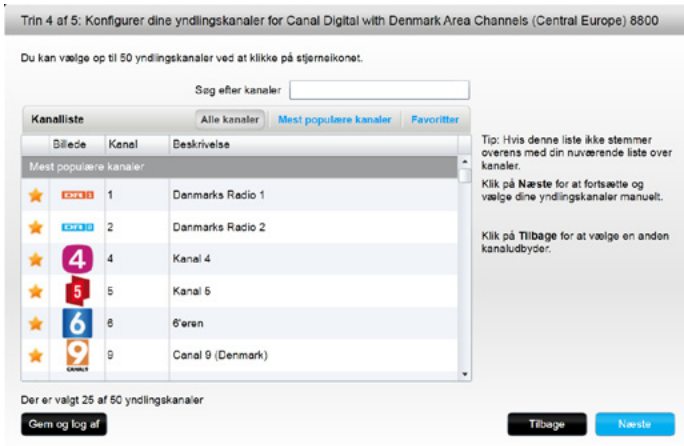 Trin 4 af 5: Konfigurer dine yndlingskanaler for Canal Digital with Denmark Area Channels (Central Europe) 8800
Du kan vælge op til 50 yndlingskanaler ved at klikke på stjerneikonet.
Søg efter kanaler
Kanalliste Alle kanaler Mest populære kanaler Favoritter
Billede Kanal Beskrivelse
Mest populære kanaler
DR 1 1 Danmarks Radio 1
DR 2 2 Danmarks Radio 2
4 4 Kanal 4
5 5 Kanal 5
6 6 6'eren
9 CANAL9 9 Canal 9 (Denmark)
Tip: Hvis denne liste ikke stemmer
overens med din nuværende liste over
kanaler.
Klik på Næste for at fortsætte og
vælge dine yndlingskanaler manuelt.
Klik på Tilbage for at vælge en anden
kanaludbyder.
Der er valgt 25 af 50 yndlingskanaler
Gem og log af Tilbage Næste